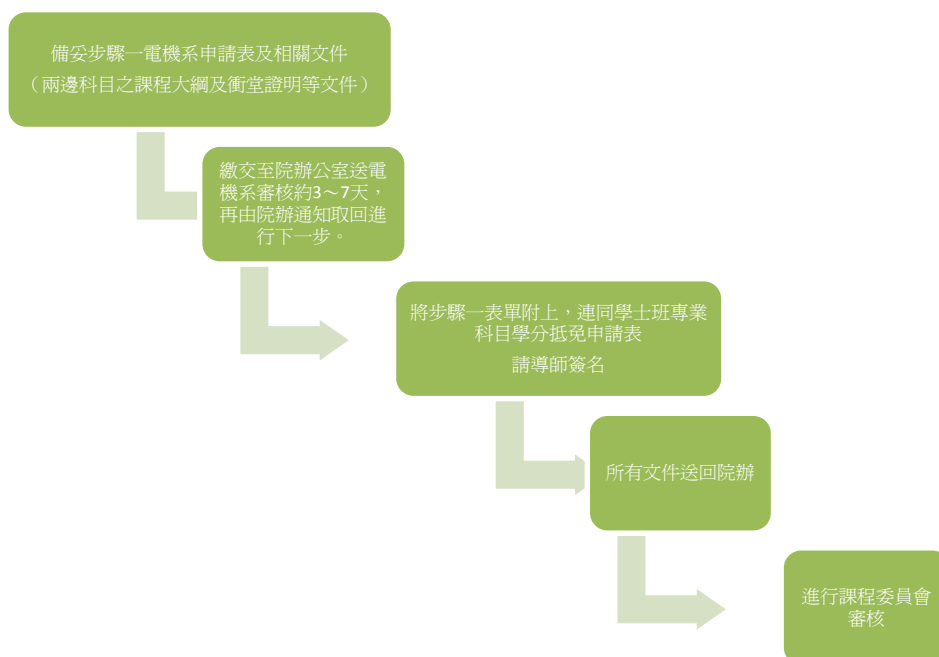 備妥步驟一電機系申請表及相關文件
（兩邊科目之課程大綱及衝堂證明等文件）
繳交至院辦公室送電
機系審核約3～7天，
再由院辦通知取回進
行下一步。
將步驟一表單附上，連同學士班專業
科目學分抵免申請表
請導師簽名
所有文件送回院辦
進行課程委員會
審核